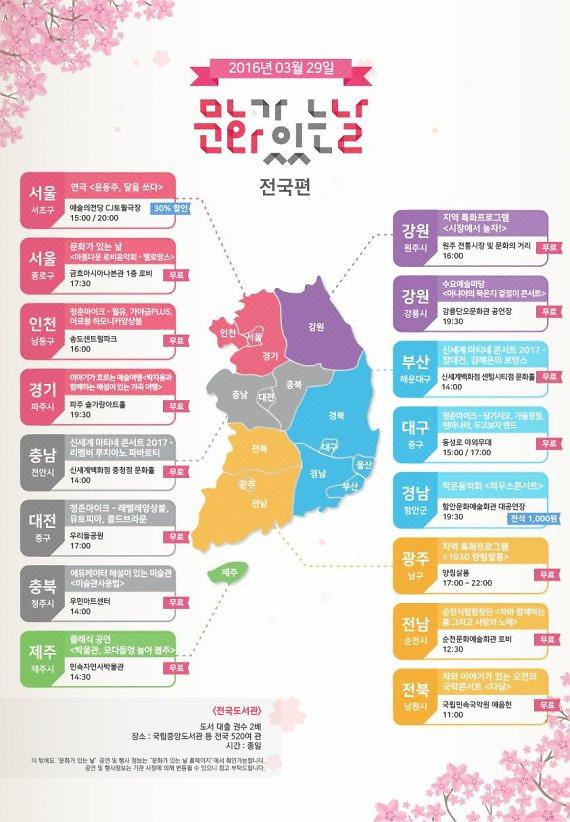 2016년 03월 29일
문화가 있는 날
전국편
서울
서초구
연극 <윤동주, 달을 쏘다>
예술의전당 CJ토월극장
15:00 / 20:00
30% 할인
서울
종로구
문화가 있는 날
<아름다운 로비음악회 - 멜로망스>
금호아시아나본관 1층 로비
17:30
무료
인천
남동구
청춘마이크 - 월유, 가야금PLUS,
아르볼 하모니카앙상블
송도센트럴파크
16:00
무료
경기
파주시
이야기가 흐르는 예술여행<박자용과
함께하는 해설이 있는 가곡 여행>
파주 솔가람아트홀
19:30
무료
충남
천안시
신세계 마티네 콘서트 2017 -
리멤버 루치아노 파바로티
신세계백화점 충청점 문화홀
14:00
무료
대전
중구
청춘마이크 - 레벨레앙상블,
뮤토피아, 콜드브라운
우리들공원
17:00
무료
충북
청주시
에듀케이터 해설이 있는 미술관
<미술관사용법>
우민아트센터
14:00
무료
제주
제주시
클래식 공연
<박물관, 모다들엉 놀아 봅주>
민속자연사박물관
14:30
무료
강원
원주시
지역 특화프로그램
<시장에서 놀자!>
원주 전통시장 및 문화의 거리
16:00
무료
강원
강릉시
수요예술마당
<아니야의 묵은지 겉절이 콘서트>
강릉단오문화관 공연장
19:30
무료
부산
해운대구
신세계 마티네 콘서트 2017 -
장대건, 김해은의 로망스
신세계백화점 센텀시티점 문화홀
14:00
무료
대구
중구
청춘마이크 - 당기시오, 가을정원,
원따나라, 두고보자 밴드
동성로 야외무대
15:00 / 17:00
무료
경남
함안군
작은음악회 <하우스콘서트>
함안문화예술회관 대공연장
19:30
전석 1,000원
광주
남구
지역 특화프로그램
<1930 양림쌀롱>
양림쌀롱
17:00 ~ 22:00
무료
전남
순천시
순천시립합창단 <차와 함께하는
봄 그리고 사랑의 노래>
순천문화예술회관 로비
12:30
무료
전북
남원시
차와 이야기가 있는 오전의
국악콘서트 <다담>
국립민속국악원 예음헌
11:00
무료
인천
서울
경기
강원
충남
대전
충북
경북
전북
대구
울산
경남
부산
광주
전남
제주
<전국도서관>
도서 대출 권수 2배
장소 : 국립중앙도서관 등 전국 520여 관
시간 : 종일
이 밖에도 '문화가 있는 날' 공연 및 행사 정보는 '문화가 있는 날 홈페이지'에서 확인가능합니다.
공연 및 행사정보는 기관 사정에 의해 변동될 수 있으니 참고 부탁드립니다.